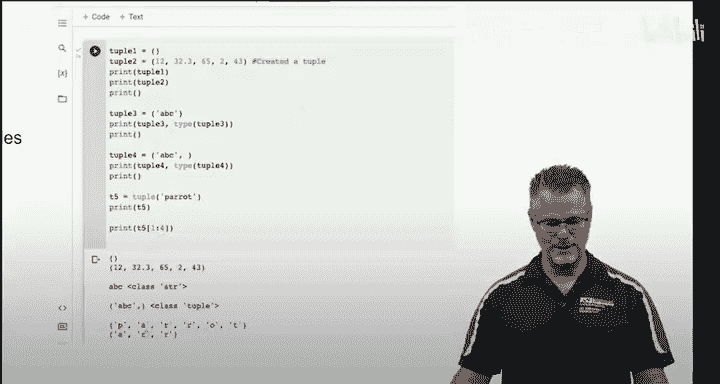 + Code + Text
tuple1 = ()
tuple2 = (12, 32.3, 65, 2, 43) #Created a tuple
print(tuple1)
print(tuple2)
print()
tuple3 = ('abc')
print(tuple3, type(tuple3))
print()
tuple4 = ('abc', )
print(tuple4, type(tuple4))
print()
t5 = tuple('parrot')
print(t5)
print(t5[1:4])
es
()
(12, 32.3, 65, 2, 43)
abc <class 'str'>
('abc',) <class 'tuple'>
('p', 'a', 'r', 'r', 'o', 't')
('a', 'r', 'r')